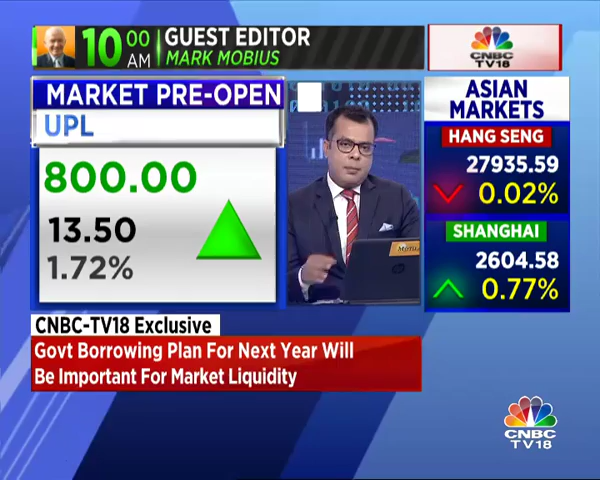 10 00 AM
GUEST EDITOR
MARK MOBIUS
CNBC
TV18
MARKET PRE-OPEN
UPL
800.00
13.50
1.72%
ASIAN
MARKETS
HANG SENG
27935.59
0.02%
SHANGHAI
2604.58
0.77%
CNBC-TV18 Exclusive
Govt Borrowing Plan For Next Year Will
Be Important For Market Liquidity
CNBC
TV18